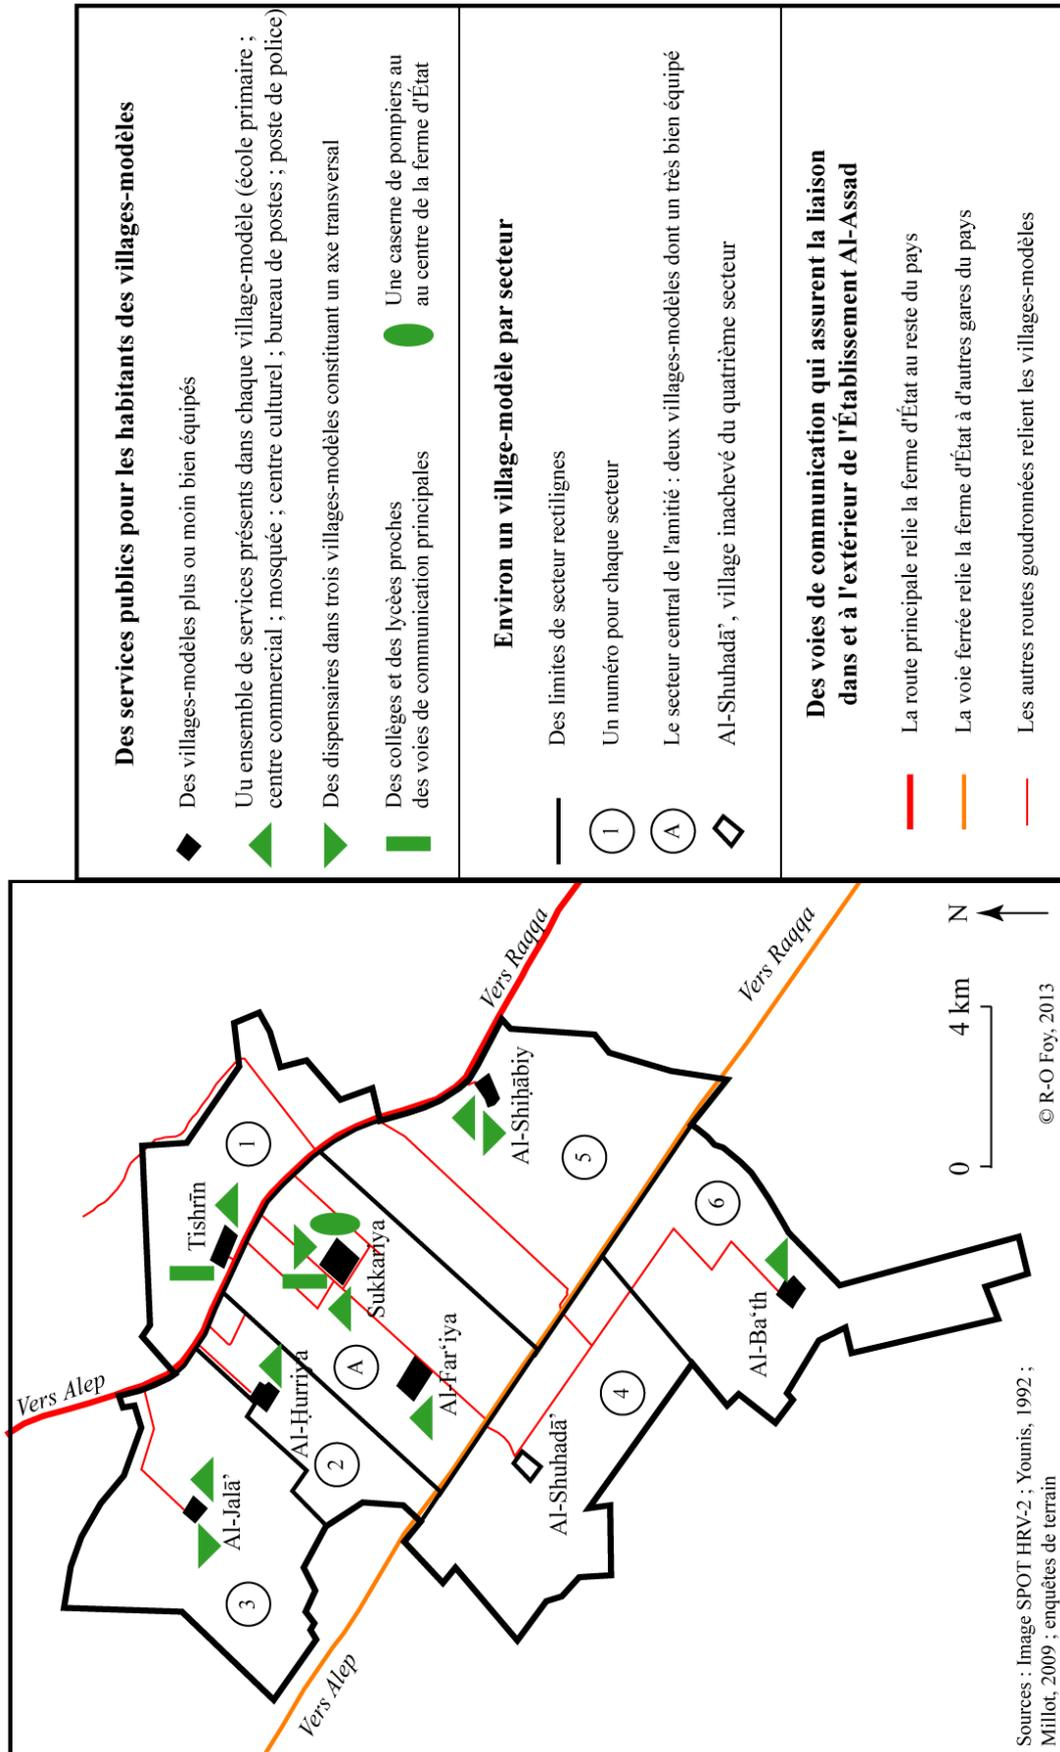 Vers Alep
Vers Alep
Vers Raqqa
Vers Raqqa
3
Al-Jalā’
2
Al-Ḥurriya
Tishrīn
1
A
Sukkariya
Al-Far‘iya
Al-Shihābiy
5
Al-Shuhadā’
4
6
Al-Ba‘th
N
0 4 km
Sources : Image SPOT HRV-2 ; Younis, 1992 ;
Millot, 2009 ; enquêtes de terrain
© R-O Foy, 2013
Des services publics pour les habitants des villages-modèles
Des villages-modèles plus ou moin bien équipés
Uu ensemble de services présents dans chaque village-modèle (école primaire ;
centre commercial ; mosquée ; centre culturel ; bureau de postes ; poste de police)
Des dispensaires dans trois villages-modèles constituant un axe transversal
Des collèges et des lycées proches
des voies de communication principales
Une caserne de pompiers au
au centre de la ferme d'État
Environ un village-modèle par secteur
Des limites de secteur rectilignes
1
Un numéro pour chaque secteur
A
Le secteur central de l'amitié : deux villages-modèles dont un très bien équipé
Al-Shuhadā’, village inachevé du quatrième secteur
Des voies de communication qui assurent la liaison
dans et à l'extérieur de l'Établissement Al-Assad
La route principale relie la ferme d'État au reste du pays
La voie ferrée relie la ferme d'État à d'autres gares du pays
Les autres routes goudronnées relient les villages-modèles